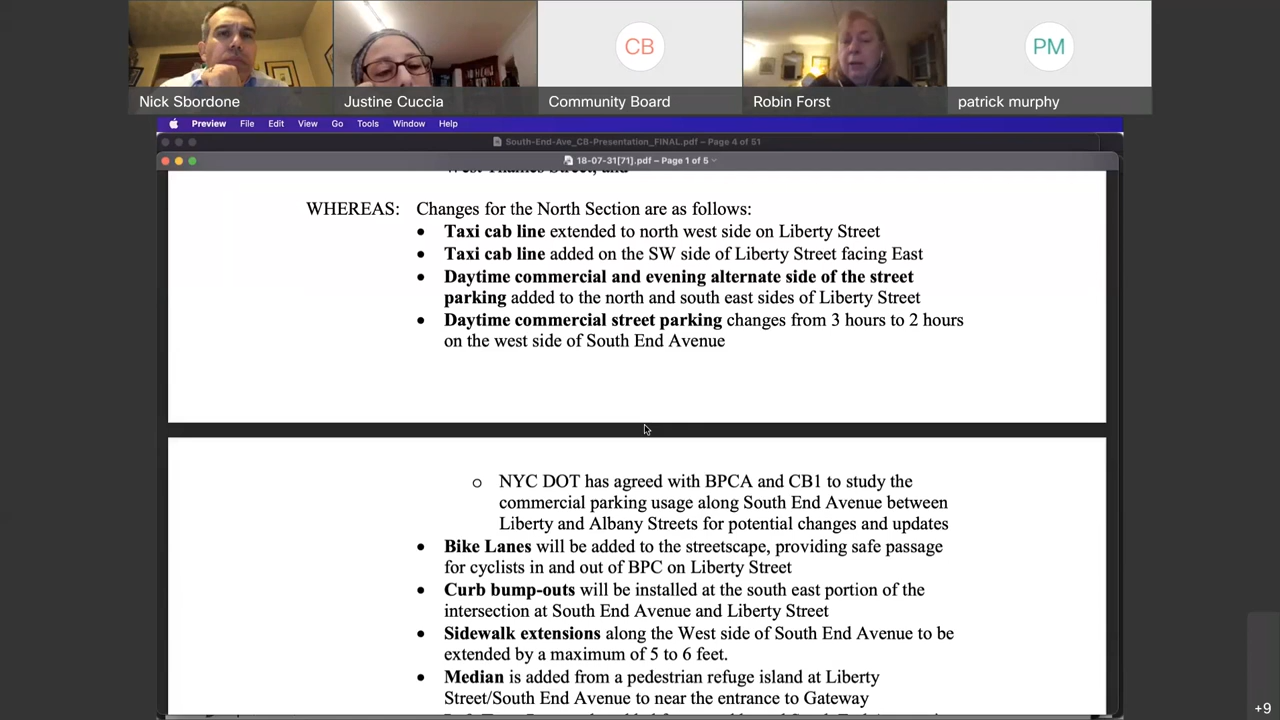 CB
PM
Nick Sbordone
Justine Cuccia
Community Board
Robin Forst
patrick murphy
Preview File Edit View Go Tools Window Help
South-End-Ave_CB-Presentation_FINAL.pdf – Page 4 of 51
18-07-31[71].pdf – Page 1 of 5
West Thames Street; and
WHEREAS: Changes for the North Section are as follows:
• Taxi cab line extended to north west side on Liberty Street
• Taxi cab line added on the SW side of Liberty Street facing East
• Daytime commercial and evening alternate side of the street
parking added to the north and south east sides of Liberty Street
• Daytime commercial street parking changes from 3 hours to 2 hours
on the west side of South End Avenue
o NYC DOT has agreed with BPCA and CB1 to study the
commercial parking usage along South End Avenue between
Liberty and Albany Streets for potential changes and updates
• Bike Lanes will be added to the streetscape, providing safe passage
for cyclists in and out of BPC on Liberty Street
• Curb bump-outs will be installed at the south east portion of the
intersection at South End Avenue and Liberty Street
• Sidewalk extensions along the West side of South End Avenue to be
extended by a maximum of 5 to 6 feet.
• Median is added from a pedestrian refuge island at Liberty
Street/South End Avenue to near the entrance to Gateway
+9